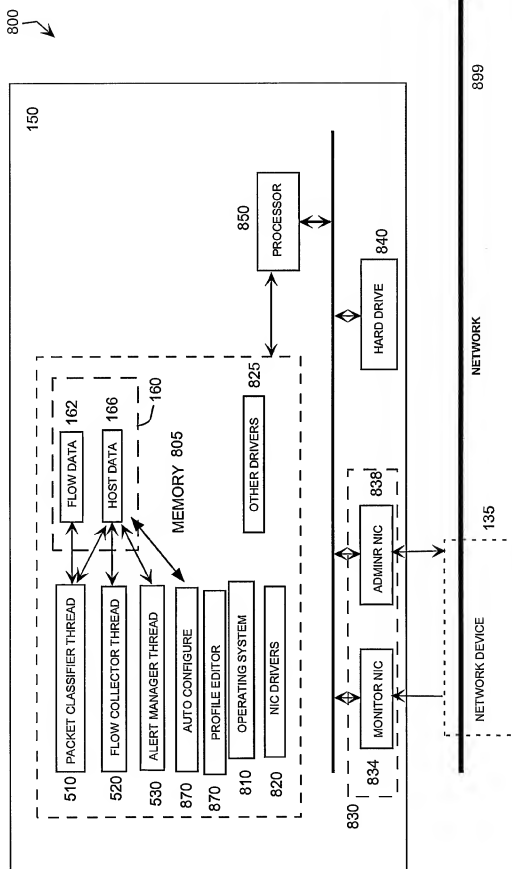 800
150
PACKET CLASSIFIER THREAD
510
FLOW COLLECTOR THREAD
520
ALERT MANAGER THREAD
530
AUTO CONFIGURE
870
PROFILE EDITOR
870
OPERATING SYSTEM
810
NIC DRIVERS
820
FLOW DATA
162
HOST DATA
166
160
MEMORY 805
OTHER DRIVERS
825
PROCESSOR
850
HARD DRIVE
840
830
MONITOR NIC
834
ADMINR NIC
838
NETWORK DEVICE
135
NETWORK
899